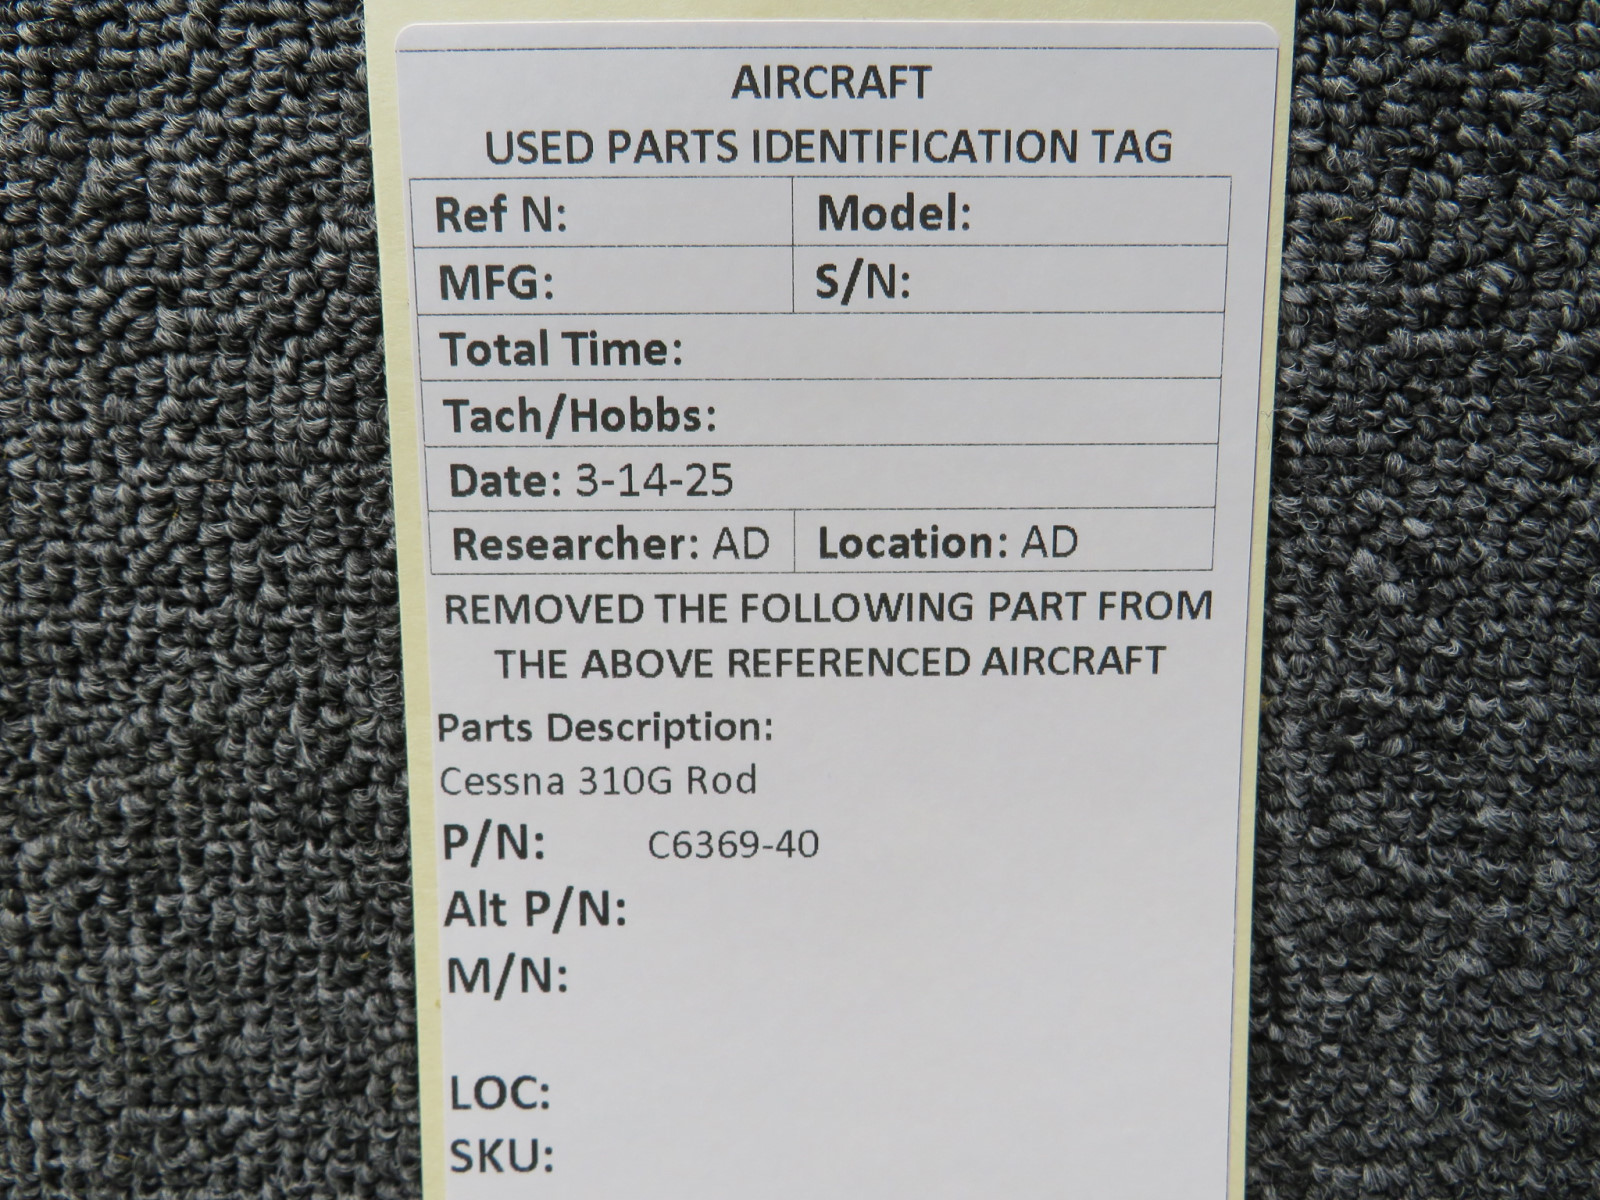 AIRCRAFT
USED PARTS IDENTIFICATION TAG
Ref N: Model:
MFG: S/N:
Total Time:
Tach/Hobbs:
Date: 3-14-25
Researcher: AD Location: AD
REMOVED THE FOLLOWING PART FROM
THE ABOVE REFERENCED AIRCRAFT
Parts Description:
Cessna 310G Rod
P/N: C6369-40
Alt P/N:
M/N:
LOC:
SKU: